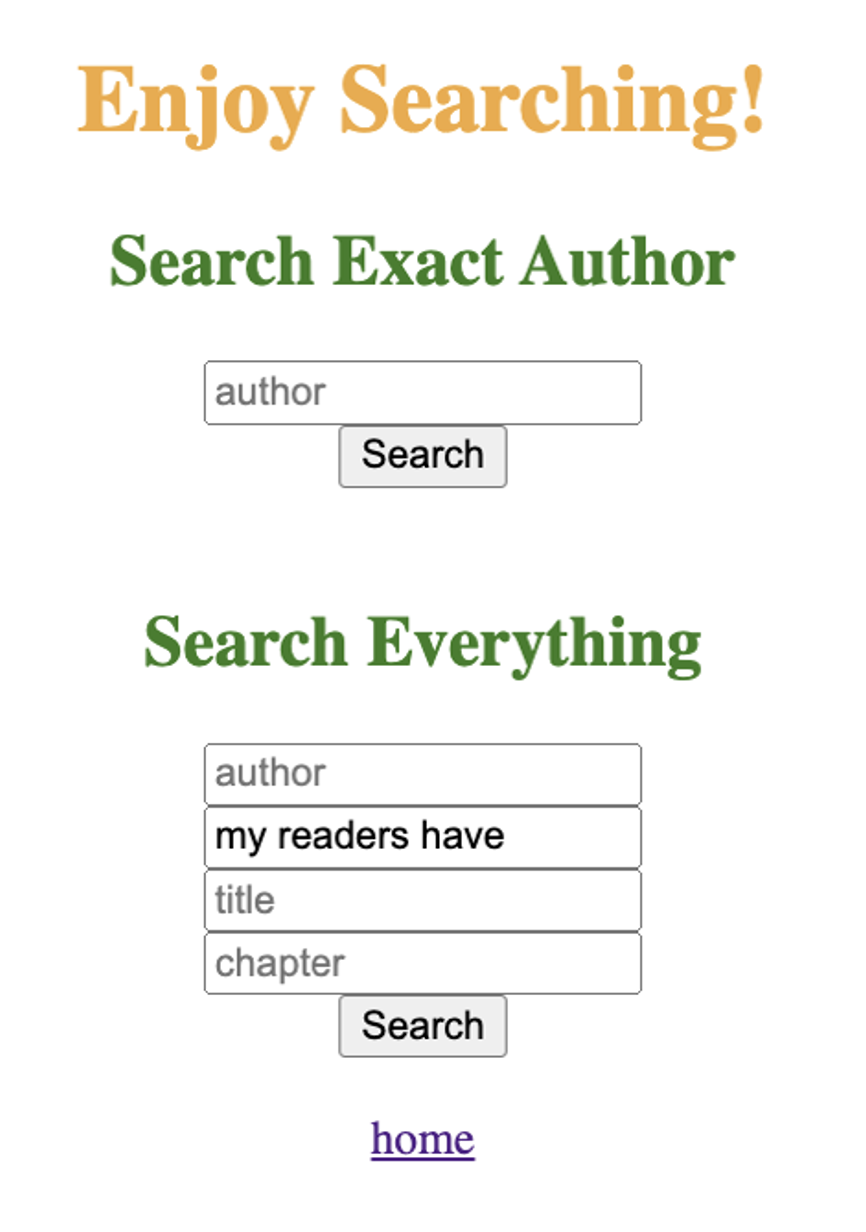 Enjoy Searching!
Search Exact Author
author
Search
Search Everything
author
my readers have
title
chapter
Search
home